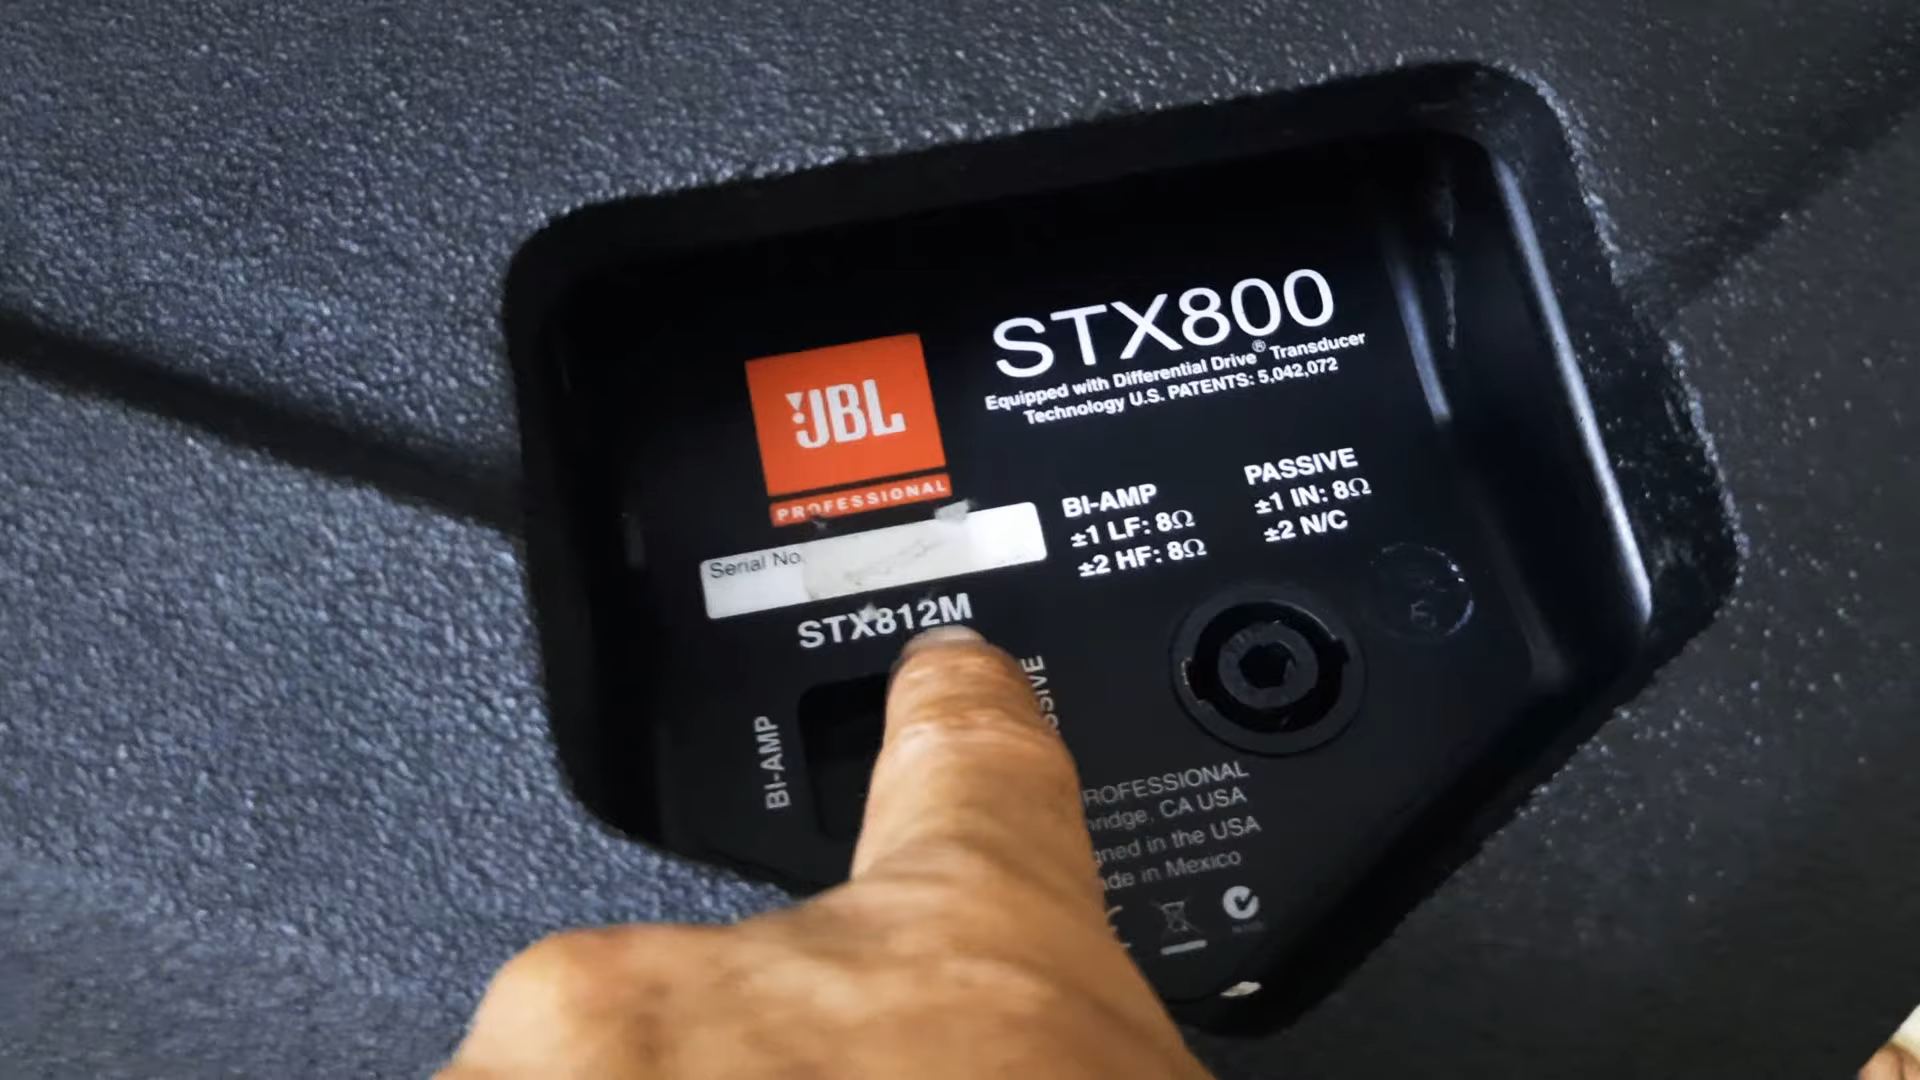 STX800
Equipped with Differential Drive® Transducer
Technology U.S. PATENTS: 5,042,072
JBL
PROFESSIONAL
Serial No.
STX812M
BI-AMP
±1 LF: 8Ω
±2 HF: 8Ω
PASSIVE
±1 IN: 8Ω
±2 N/C
BI-AMP
CA USA
in the USA
in Mexico